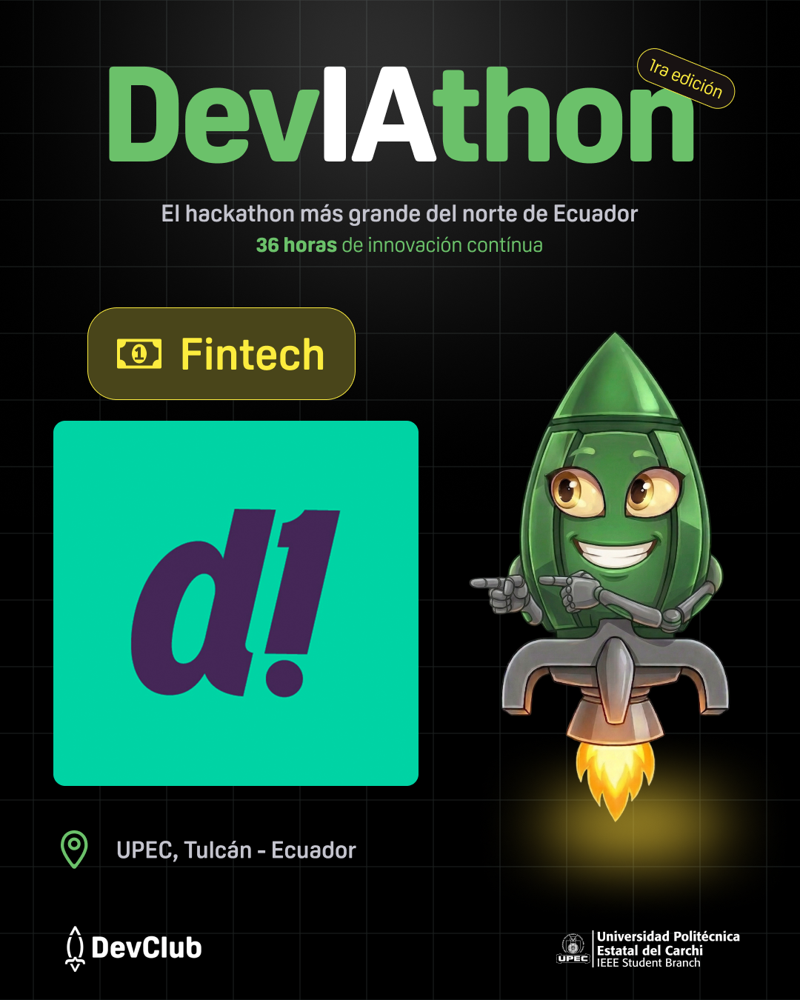 DevIAthon
1ra edición
El hackathon más grande del norte de Ecuador
36 horas de innovación contínua
1 Fintech
d!
UPEC, Tulcán - Ecuador
DevClub
UPEC
Universidad Politécnica
Estatal del Carchi
IEEE Student Branch